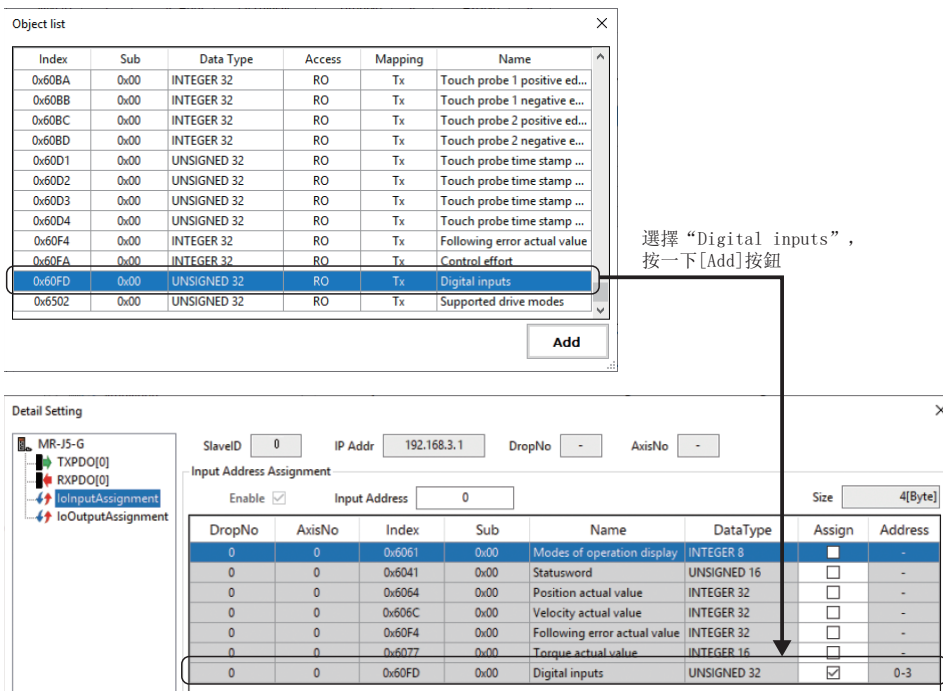 Object list
Index Sub Data Type Access Mapping Name
0x60BA 0x00 INTEGER 32 RO Tx Touch probe 1 positive ed...
0x60BB 0x00 INTEGER 32 RO Tx Touch probe 1 negative e...
0x60BC 0x00 INTEGER 32 RO Tx Touch probe 2 positive ed...
0x60BD 0x00 INTEGER 32 RO Tx Touch probe 2 negative e...
0x60D1 0x00 UNSIGNED 32 RO Tx Touch probe time stamp ...
0x60D2 0x00 UNSIGNED 32 RO Tx Touch probe time stamp ...
0x60D3 0x00 UNSIGNED 32 RO Tx Touch probe time stamp ...
0x60D4 0x00 UNSIGNED 32 RO Tx Touch probe time stamp ...
0x60F4 0x00 INTEGER 32 RO Tx Following error actual value
0x60FA 0x00 INTEGER 32 RO Tx Control effort
0x60FD 0x00 UNSIGNED 32 RO Tx Digital inputs
0x6502 0x00 UNSIGNED 32 RO Tx Supported drive modes
Add
選擇“Digital inputs”,
按一下[Add]按鈕
Detail Setting
MR-J5-G
TXPDO[0]
RXPDO[0]
IoInputAssignment
IoOutputAssignment
SlaveID 0 IP Addr 192.168.3.1 DropNo - AxisNo -
Input Address Assignment
Enable Input Address 0 Size 4[Byte]
DropNo AxisNo Index Sub Name DataType Assign Address
0 0 0x6061 0x00 Modes of operation display INTEGER 8 -
0 0 0x6041 0x00 Statusword UNSIGNED 16 -
0 0 0x6064 0x00 Position actual value INTEGER 32 -
0 0 0x606C 0x00 Velocity actual value INTEGER 32 -
0 0 0x60F4 0x00 Following error actual value INTEGER 32 -
0 0 0x6077 0x00 Torque actual value INTEGER 16 -
0 0 0x60FD 0x00 Digital inputs UNSIGNED 32 0-3